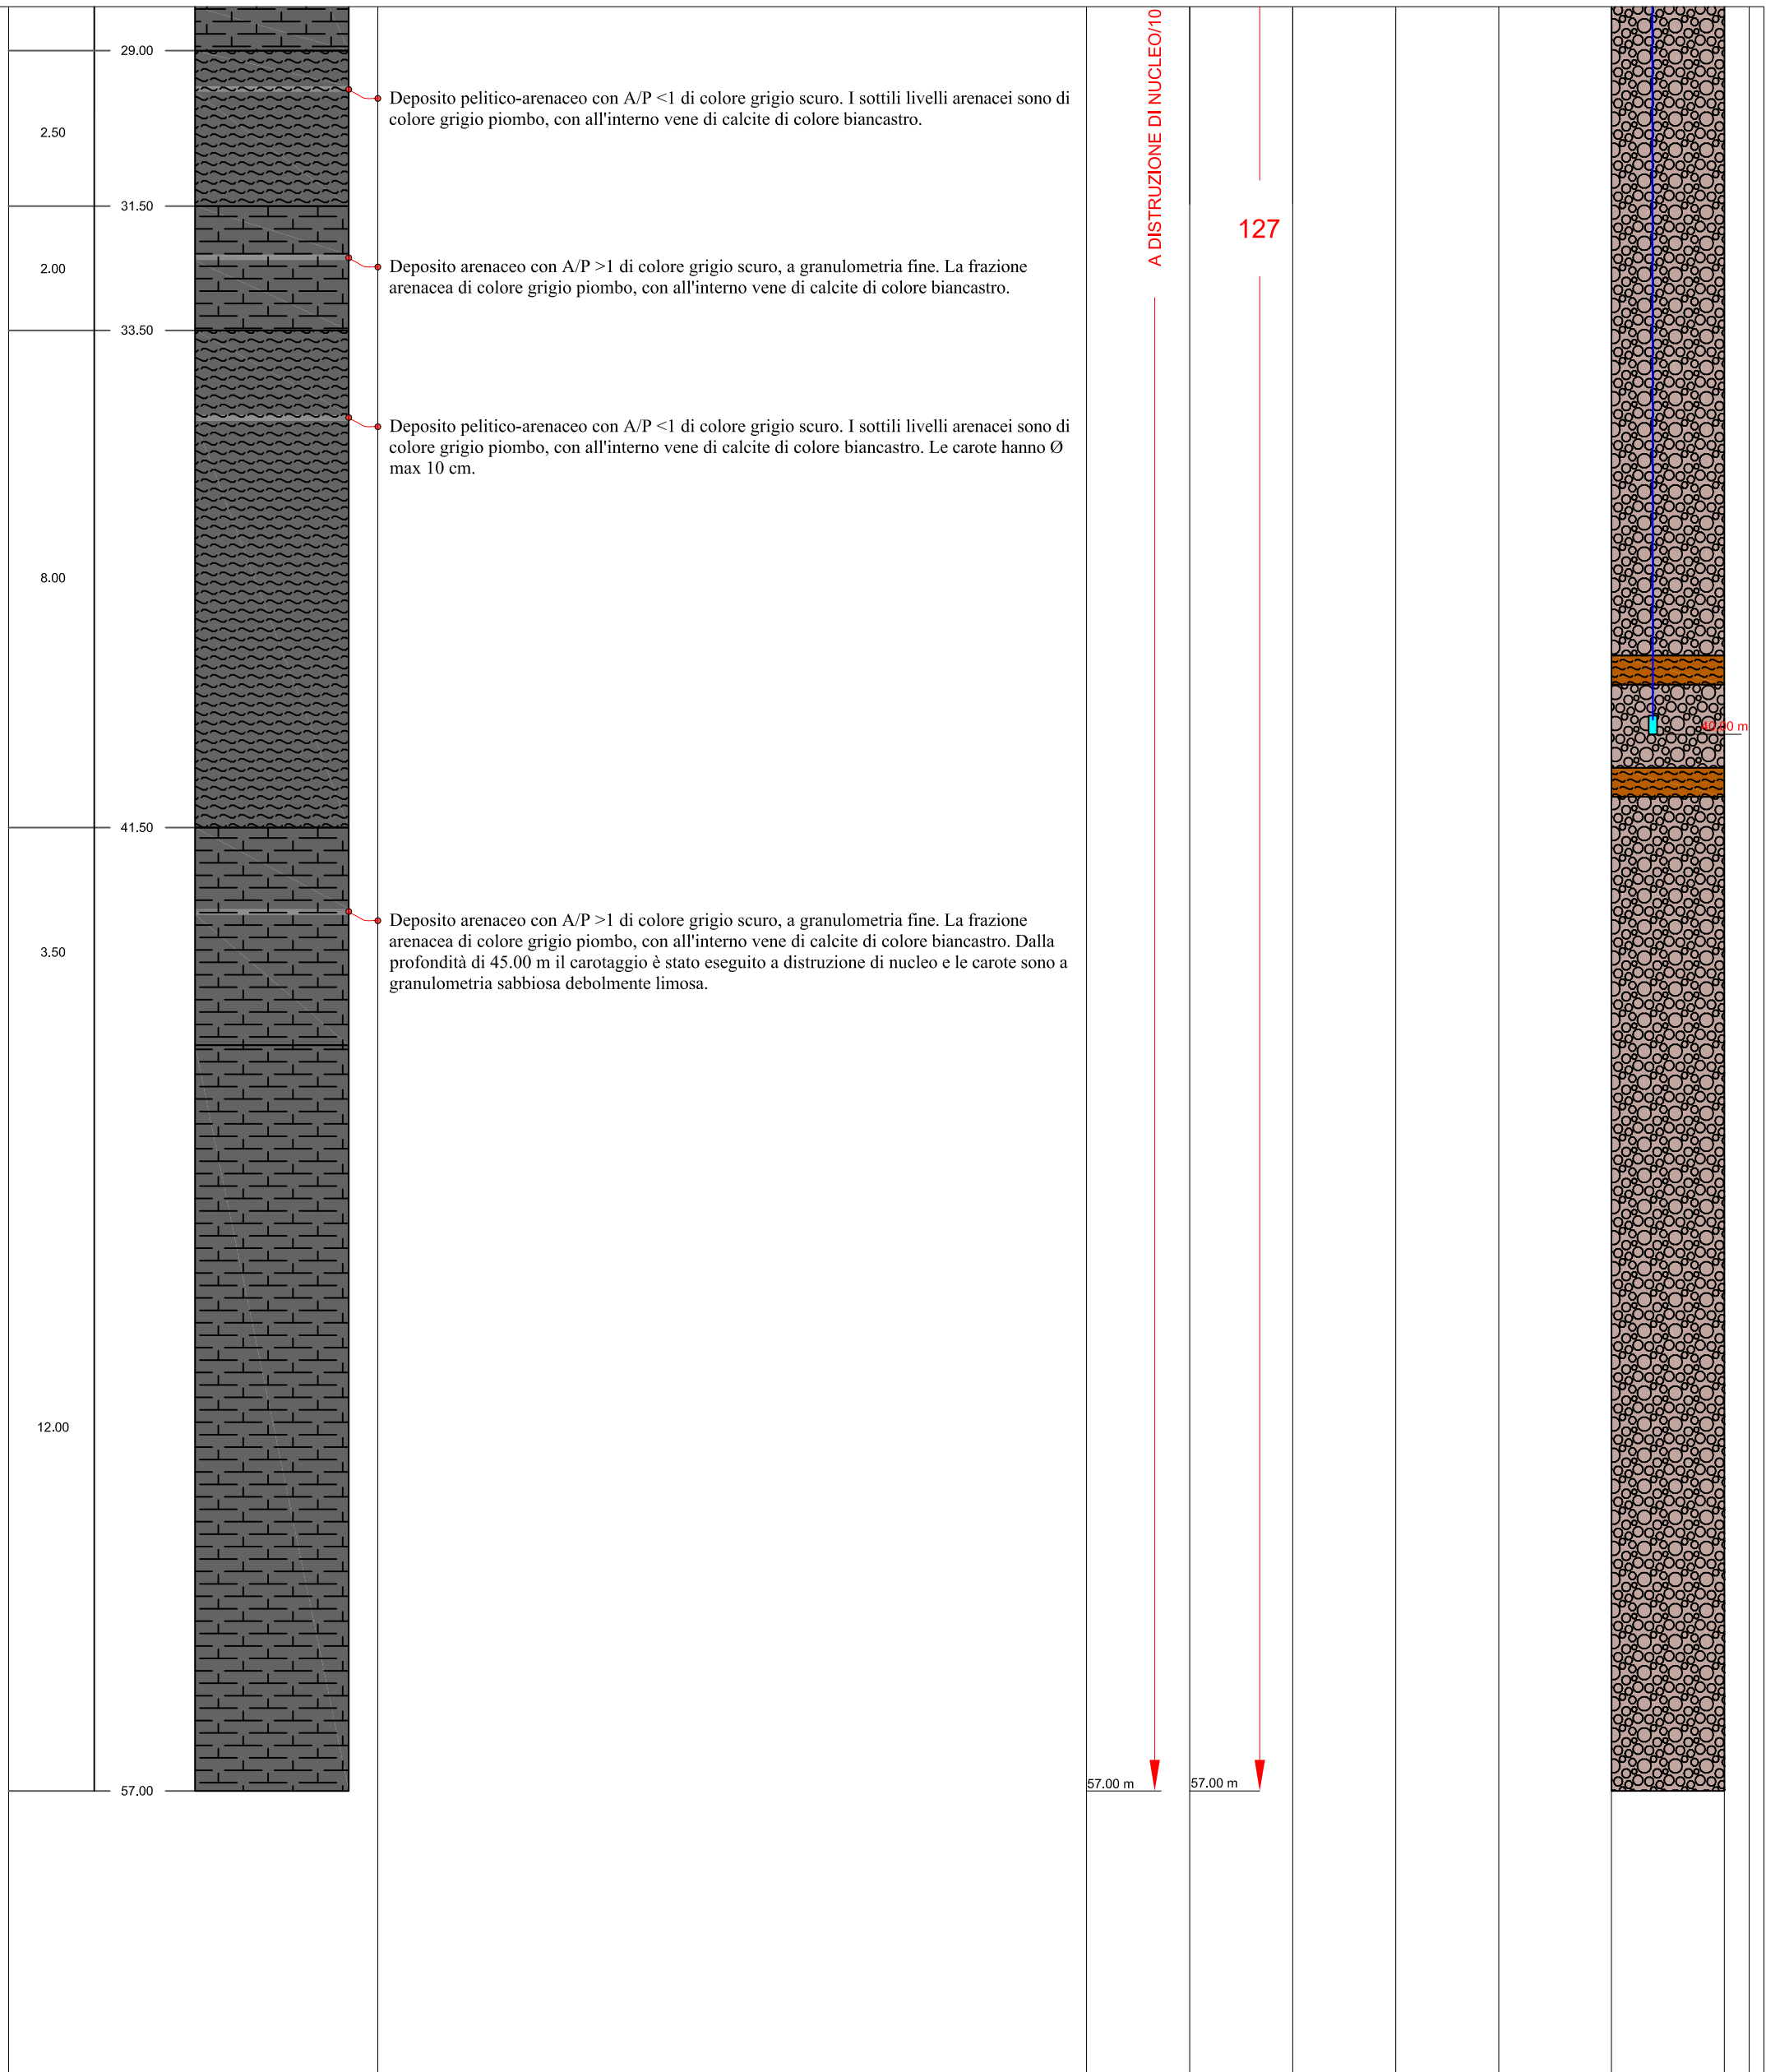 29.00
2.50
Deposito pelitico-arenaceo con A/P <1 di colore grigio scuro. I sottili livelli arenacei sono di
colore grigio piombo, con all'interno vene di calcite di colore biancastro.
A DISTRUZIONE DI NUCLEO/10
127
31.50
2.00
Deposito arenaceo con A/P >1 di colore grigio scuro, a granulometria fine. La frazione
arenacea di colore grigio piombo, con all'interno vene di calcite di colore biancastro.
33.50
Deposito pelitico-arenaceo con A/P <1 di colore grigio scuro. I sottili livelli arenacei sono di
colore grigio piombo, con all'interno vene di calcite di colore biancastro. Le carote hanno Ø
max 10 cm.
8.00
40.00 m
41.50
3.50
Deposito arenaceo con A/P >1 di colore grigio scuro, a granulometria fine. La frazione
arenacea di colore grigio piombo, con all'interno vene di calcite di colore biancastro. Dalla
profondità di 45.00 m il carotaggio è stato eseguito a distruzione di nucleo e le carote sono a
granulometria sabbiosa debolmente limosa.
12.00
57.00
57.00 m
57.00 m